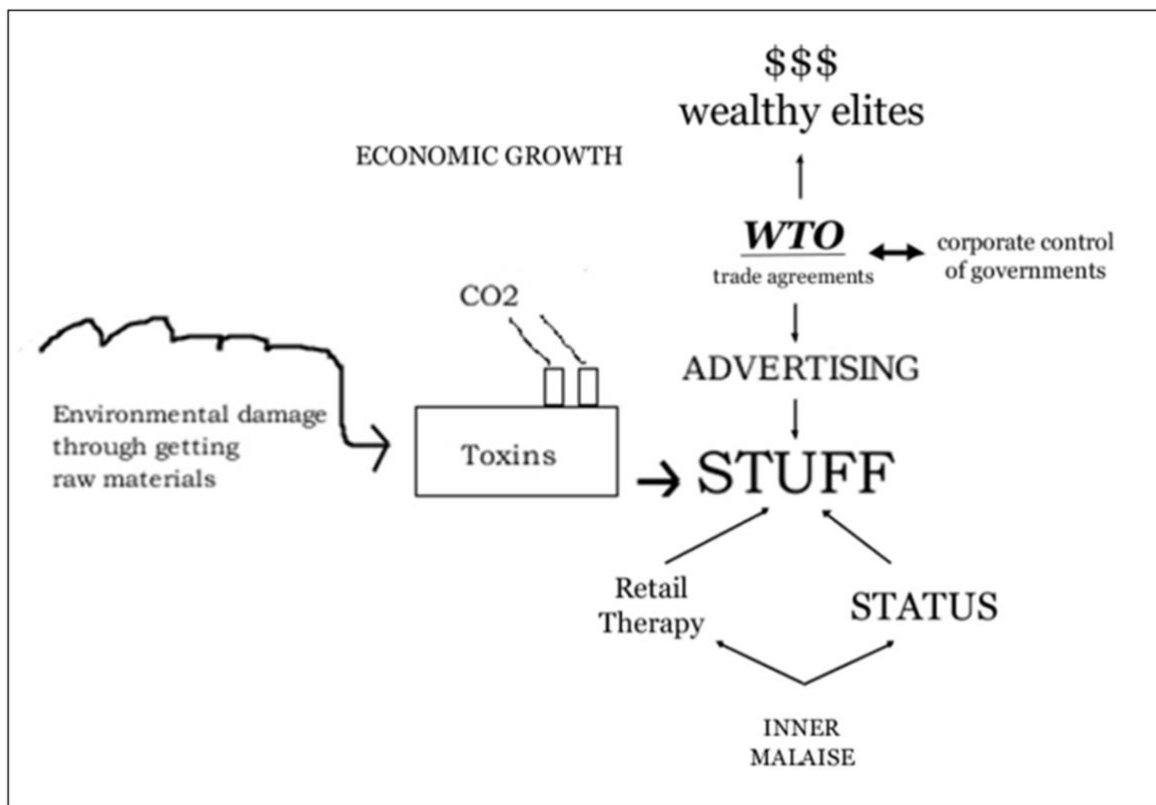 $$$
wealthy elites
ECONOMIC GROWTH
WTO
trade agreements
corporate control
of governments
CO2
ADVERTISING
Environmental damage
through getting
raw materials
Toxins
STUFF
Retail
Therapy
STATUS
INNER
MALAISE